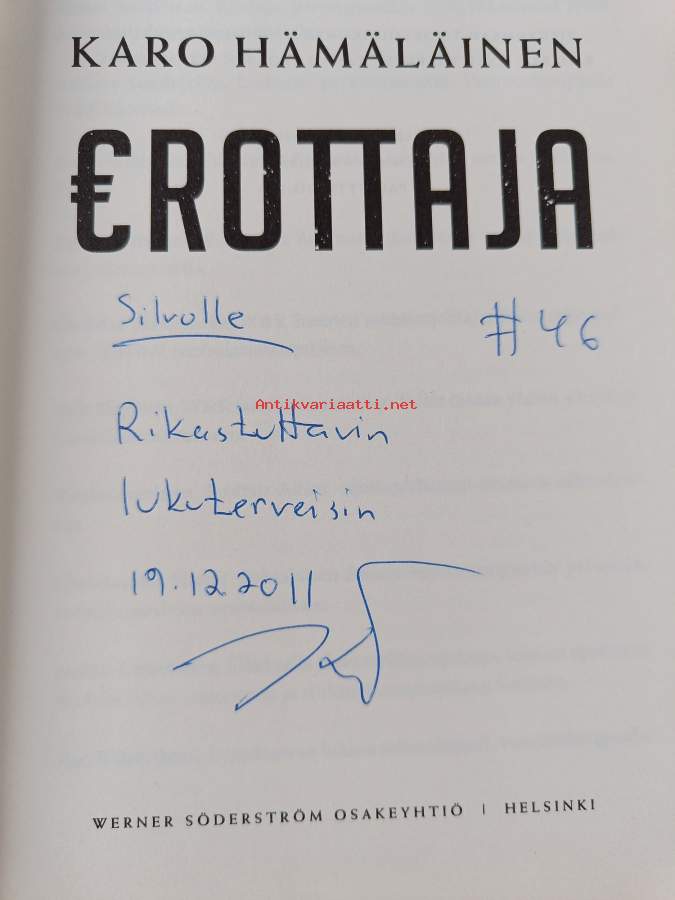 KARO HÄMÄLÄINEN
€ROTTAJA
Silvolle #46
Antikvariaatti.net
Rikastuttavin
lukuterveisin
19.12.2011
WERNER SÖDERSTRÖM OSAKEYHTIÖ | HELSINKI